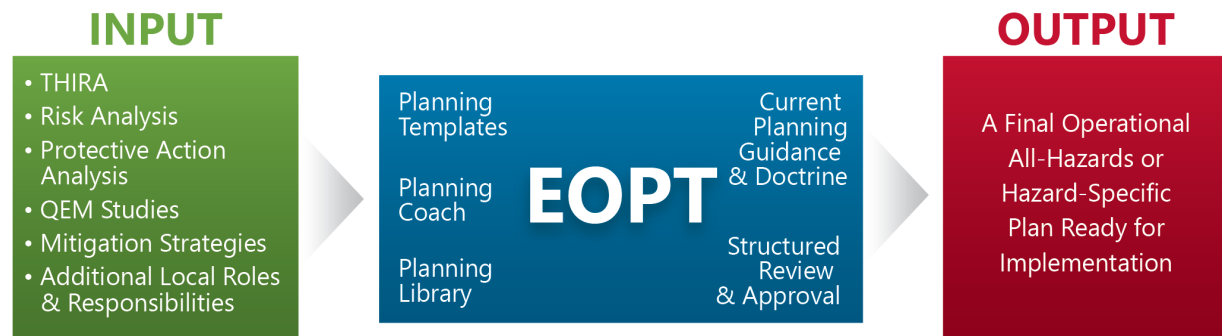 INPUT
• THIRA
• Risk Analysis
• Protective Action
Analysis
• QEM Studies
• Mitigation Strategies
• Additional Local Roles
& Responsibilities
Planning
Templates
Planning
Coach
Planning
Library
EOPT
Current
Planning
Guidance
& Doctrine
Structured
Review
& Approval
OUTPUT
A Final Operational
All-Hazards or
Hazard-Specific
Plan Ready for
Implementation